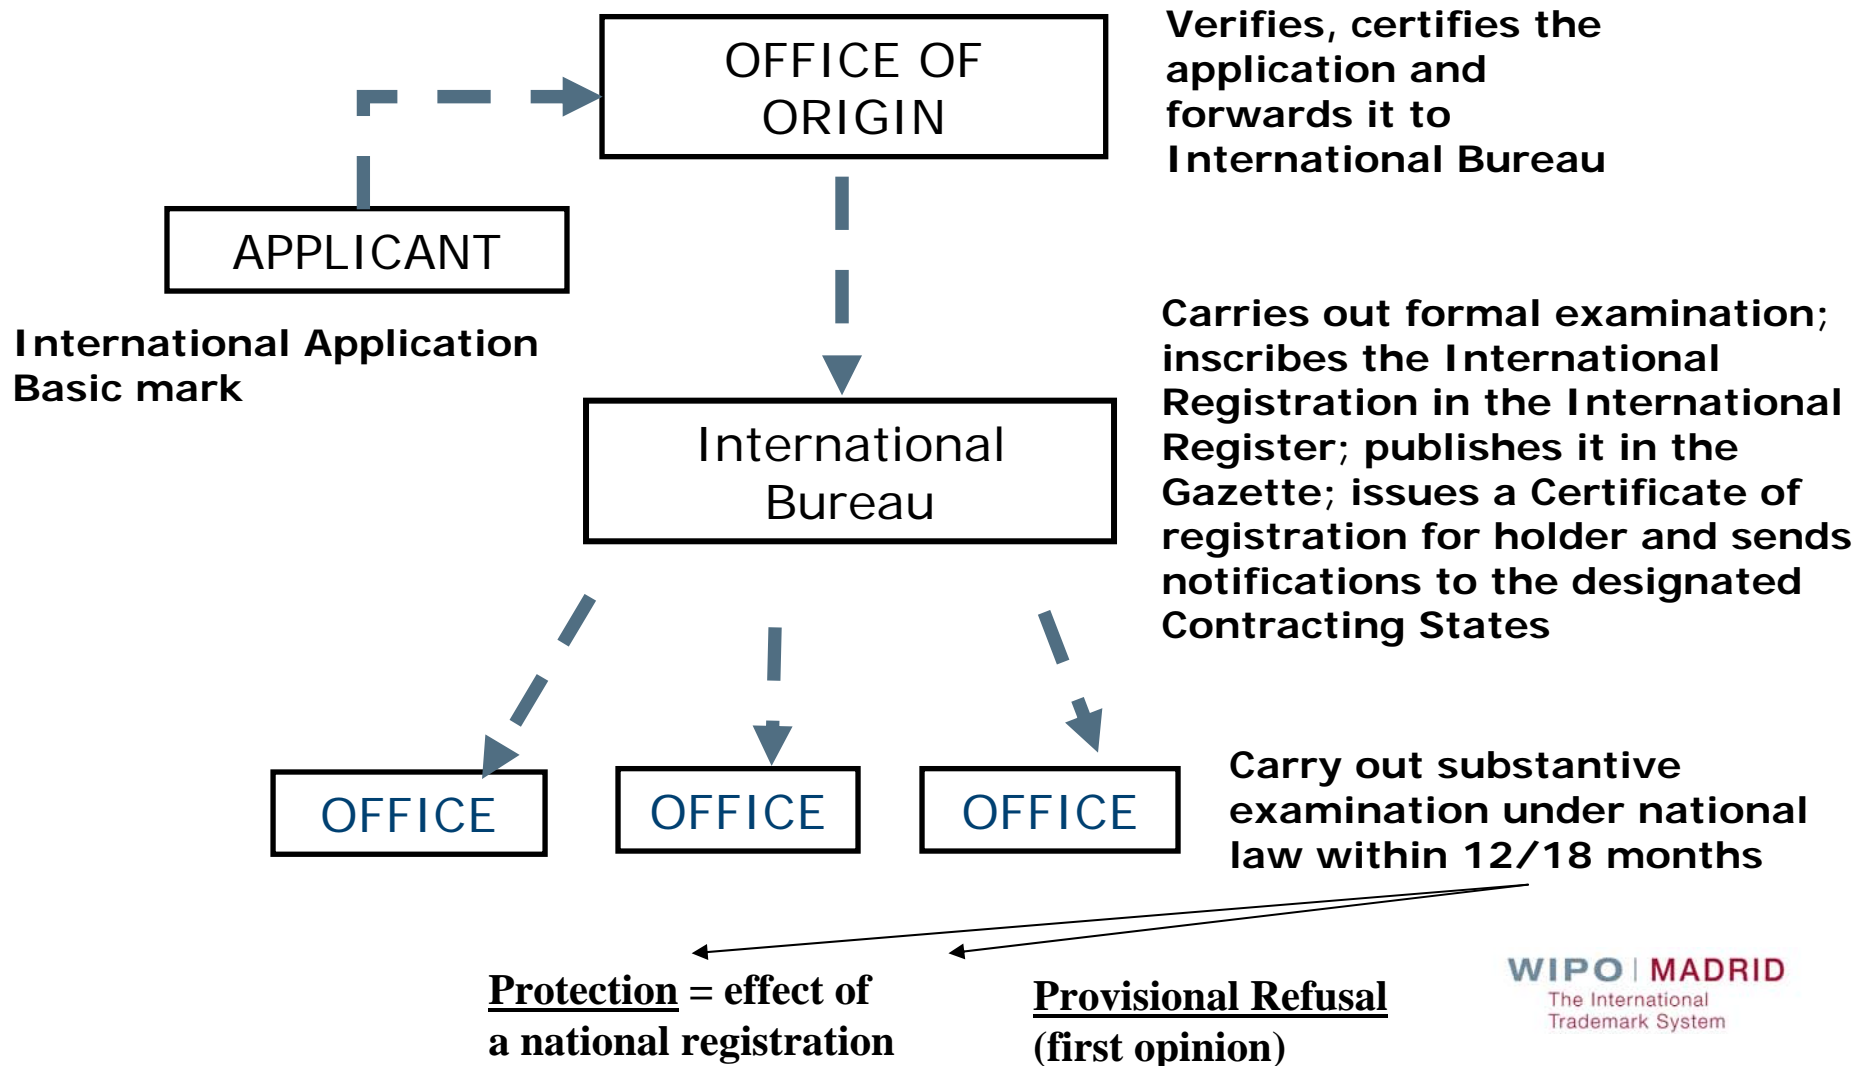 OFFICE OF
ORIGIN
Verifies, certifies the
application and
forwards it to
International Bureau
APPLICANT
International Application
Basic mark
International
Bureau
Carries out formal examination;
inscribes the International
Registration in the International
Register; publishes it in the
Gazette; issues a Certificate of
registration for holder and sends
notifications to the designated
Contracting States
OFFICE
OFFICE
OFFICE
Carry out substantive
examination under national
law within 12/18 months
Protection = effect of
a national registration
Provisional Refusal
(first opinion)
WIPO | MADRID
The International
Trademark System